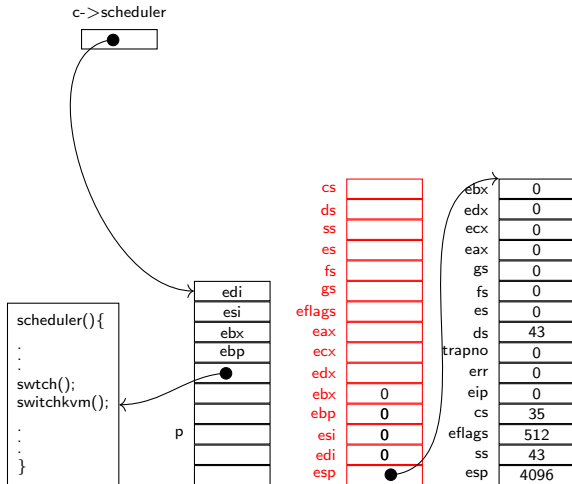 c->scheduler
edi
esi
ebx
ebp
p
scheduler(){
.
.
.
swtch();
switchkvm();
.
.
.
}
cs
ds
ss
es
fs
gs
eflags
eax
ecx
edx
ebx 0
ebp 0
esi 0
edi 0
esp
ebx 0
edx 0
ecx 0
eax 0
gs 0
fs 0
es 0
ds 43
trapno 0
err 0
eip 0
cs 35
eflags 512
ss 43
esp 4096